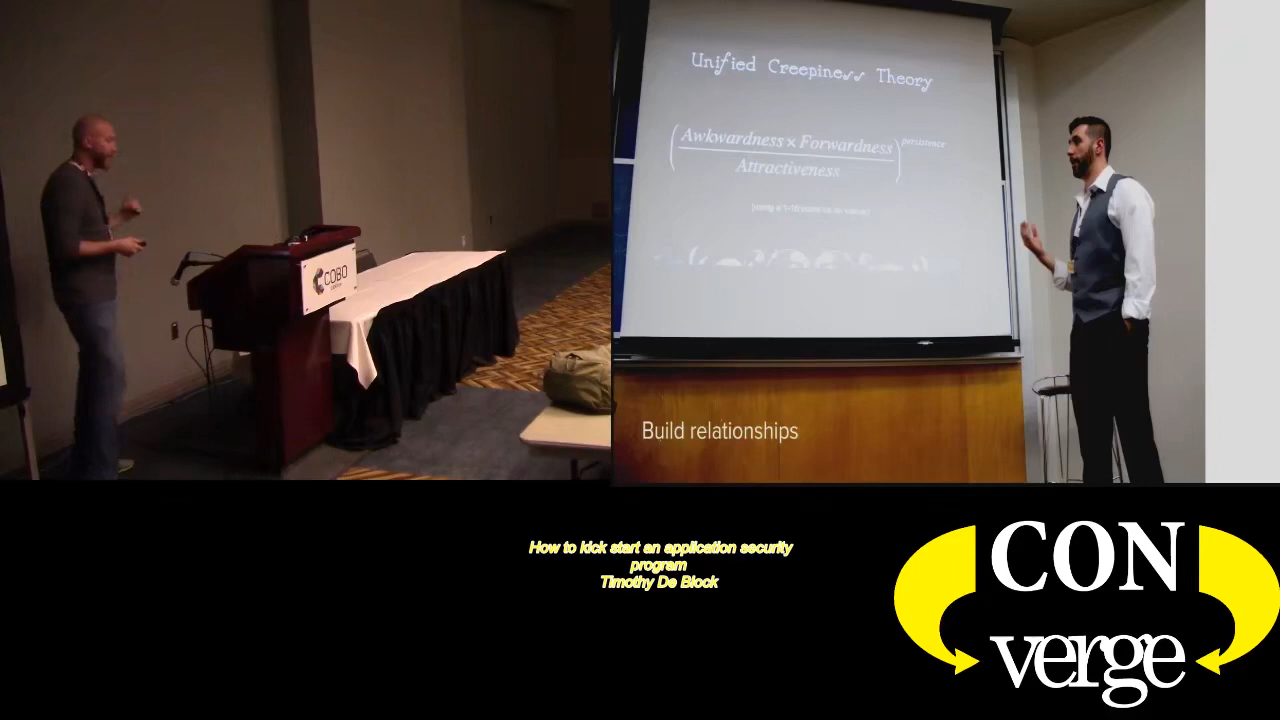 COBO
CENTER
Unified Creepiness Theory
(Awkwardness x Forwardness
Attractiveness)persistence
Build relationships
How to kick start an application security
program
Timothy De Block
CON
verge